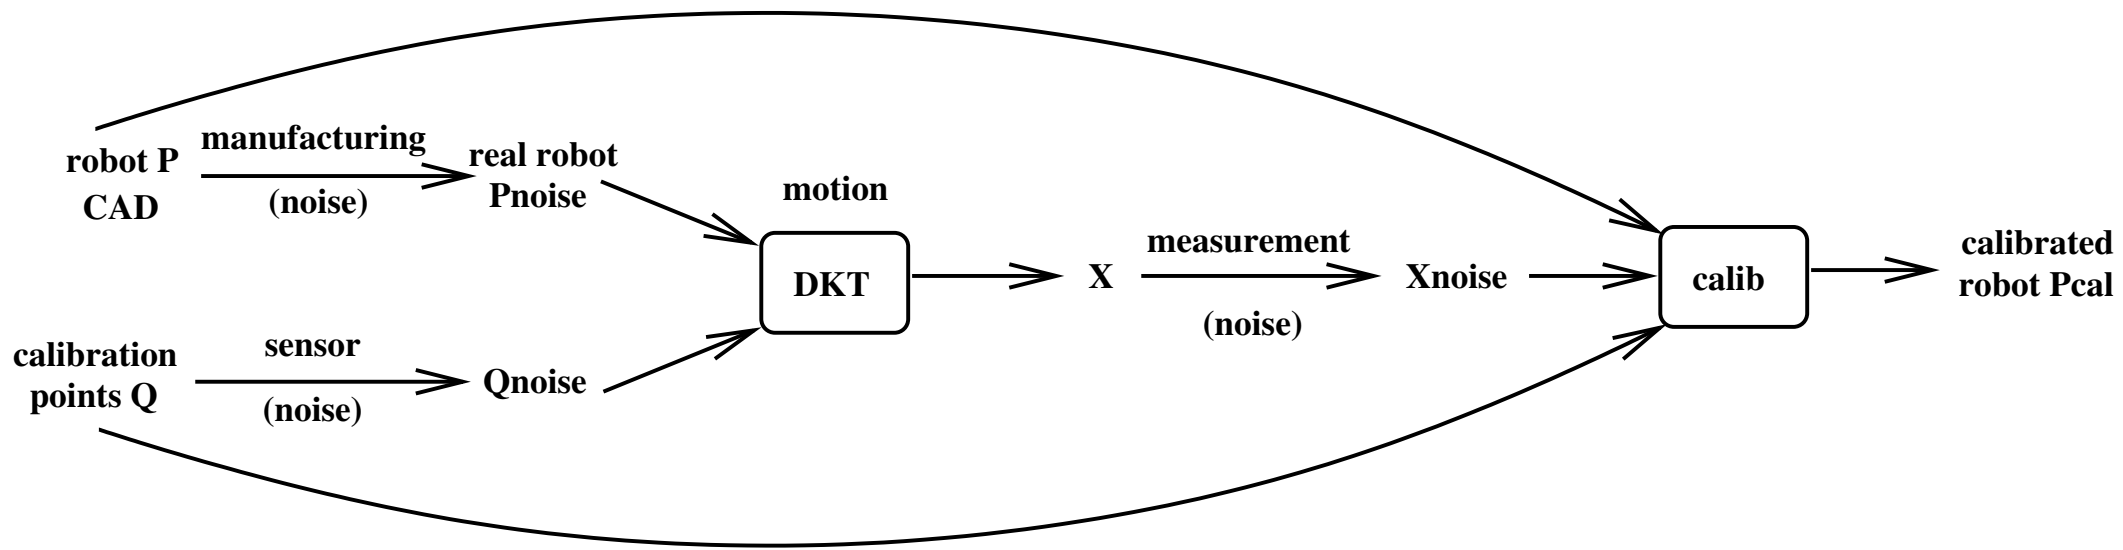 manufacturing
robot P
CAD
(noise)
real robot
Pnoise
motion
DKT
calibration
points Q
sensor
(noise)
Qnoise
X
measurement
(noise)
Xnoise
calib
calibrated
robot Pcal